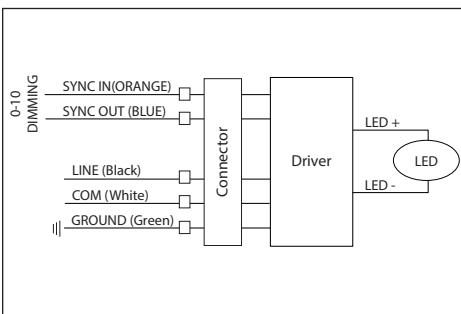 0-10
DIMMING
SYNC IN(ORANGE)
SYNC OUT (BLUE)
LINE (Black)
COM (White)
GROUND (Green)
Connector
Driver
LED +
LED -
LED